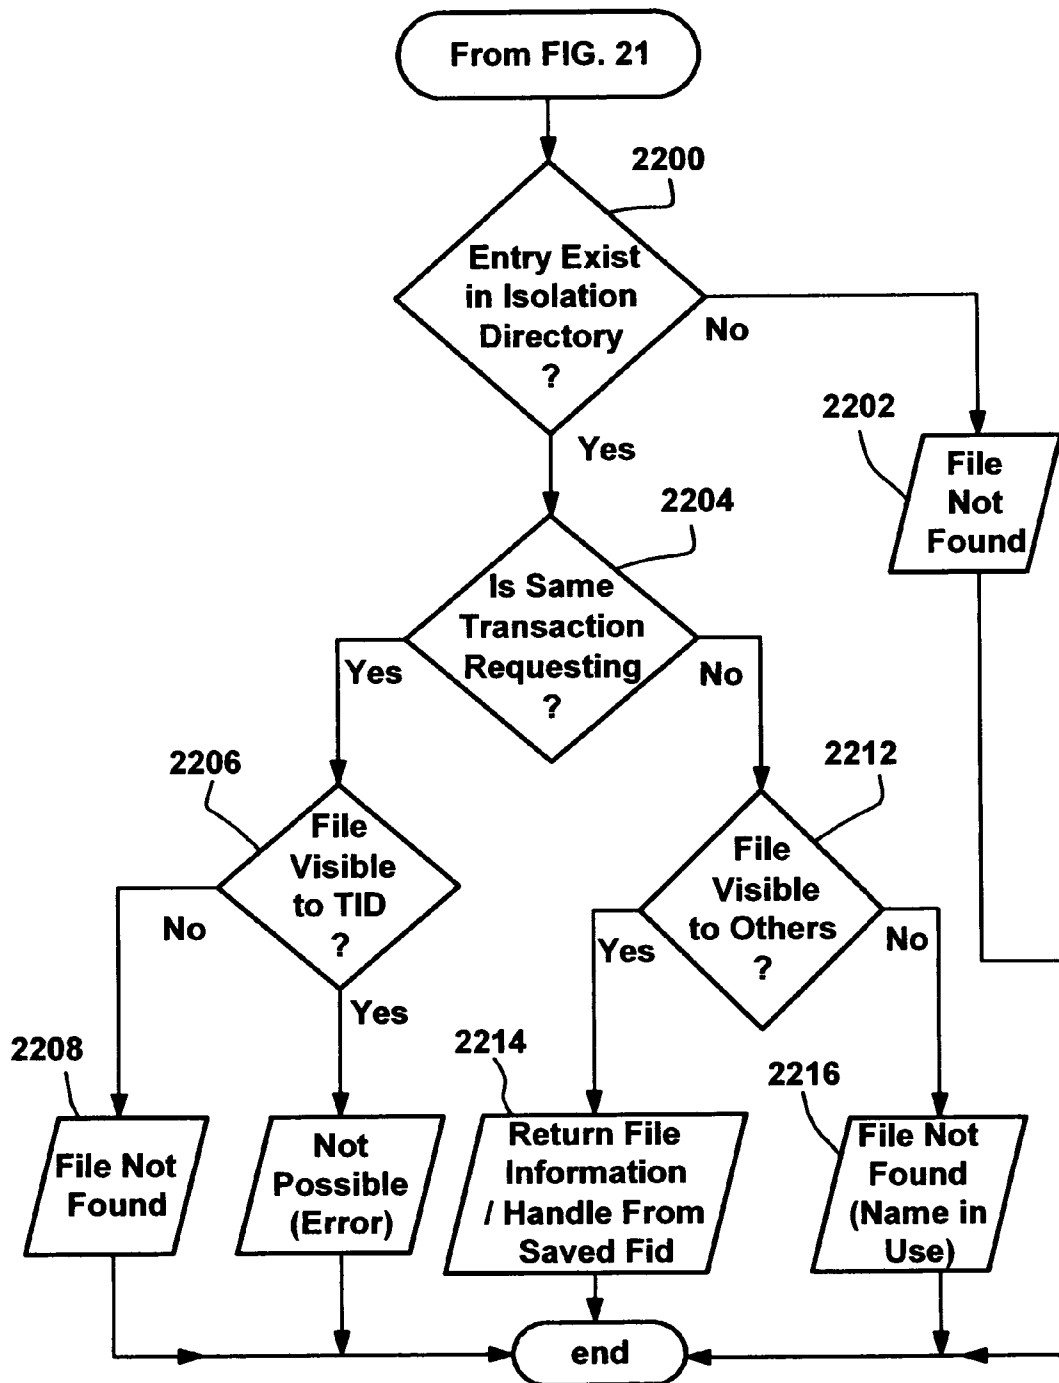 From FIG. 21
2200
Entry Exist
in Isolation
Directory
?
No
Yes
2202
File
Not
Found
2204
Is Same
Transaction
Requesting
?
Yes
No
2206
File
Visible
to TID
?
No
Yes
2212
File
Visible
to Others
?
Yes
No
2208
File Not
Found
Not
Possible
(Error)
2214
Return File
Information
/ Handle From
Saved Fid
2216
File Not
Found
(Name in
Use)
end